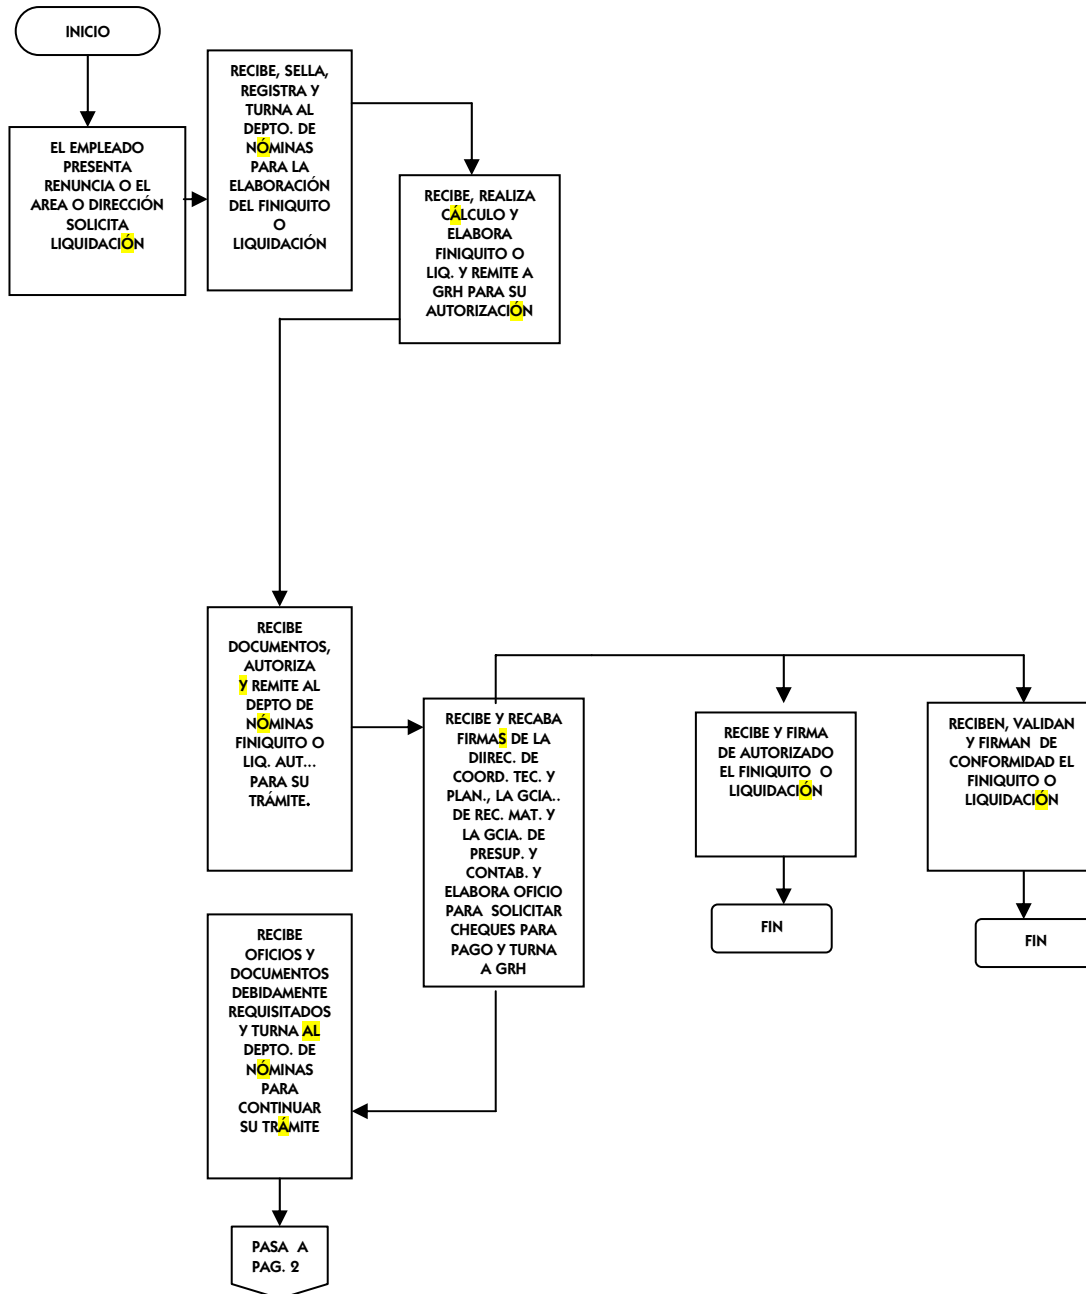 INICIO
EL EMPLEADO
PRESENTA
RENUNCIA O EL
AREA O DIRECCIÓN
SOLICITA
LIQUIDACIÓN
RECIBE, SELLA,
REGISTRA Y
TURNA AL
DEPTO. DE
NÓMINAS
PARA LA
ELABORACIÓN
DEL FINIQUITO
O
LIQUIDACIÓN
RECIBE, REALIZA
CÁLCULO Y
ELABORA
FINIQUITO O
LIQ. Y REMITE A
GRH PARA SU
AUTORIZACIÓN
RECIBE
DOCUMENTOS,
AUTORIZA
Y REMITE AL
DEPTO DE
NÓMINAS
FINIQUITO O
LIQ. AUT...
PARA SU
TRÁMITE.
RECIBE Y RECABA
FIRMAS DE LA
DIIREC. DE
COORD. TEC. Y
PLAN., LA GCIA..
DE REC. MAT. Y
LA GCIA. DE
PRESUP. Y
CONTAB. Y
ELABORA OFICIO
PARA SOLICITAR
CHEQUES PARA
PAGO Y TURNA
A GRH
RECIBE Y FIRMA
DE AUTORIZADO
EL FINIQUITO O
LIQUIDACIÓN
RECIBEN, VALIDAN
Y FIRMAN DE
CONFORMIDAD EL
FINIQUITO O
LIQUIDACIÓN
FIN
FIN
RECIBE
OFICIOS Y
DOCUMENTOS
DEBIDAMENTE
REQUISITADOS
Y TURNA AL
DEPTO. DE
NÓMINAS
PARA
CONTINUAR
SU TRÁMITE
PASA A
PAG. 2